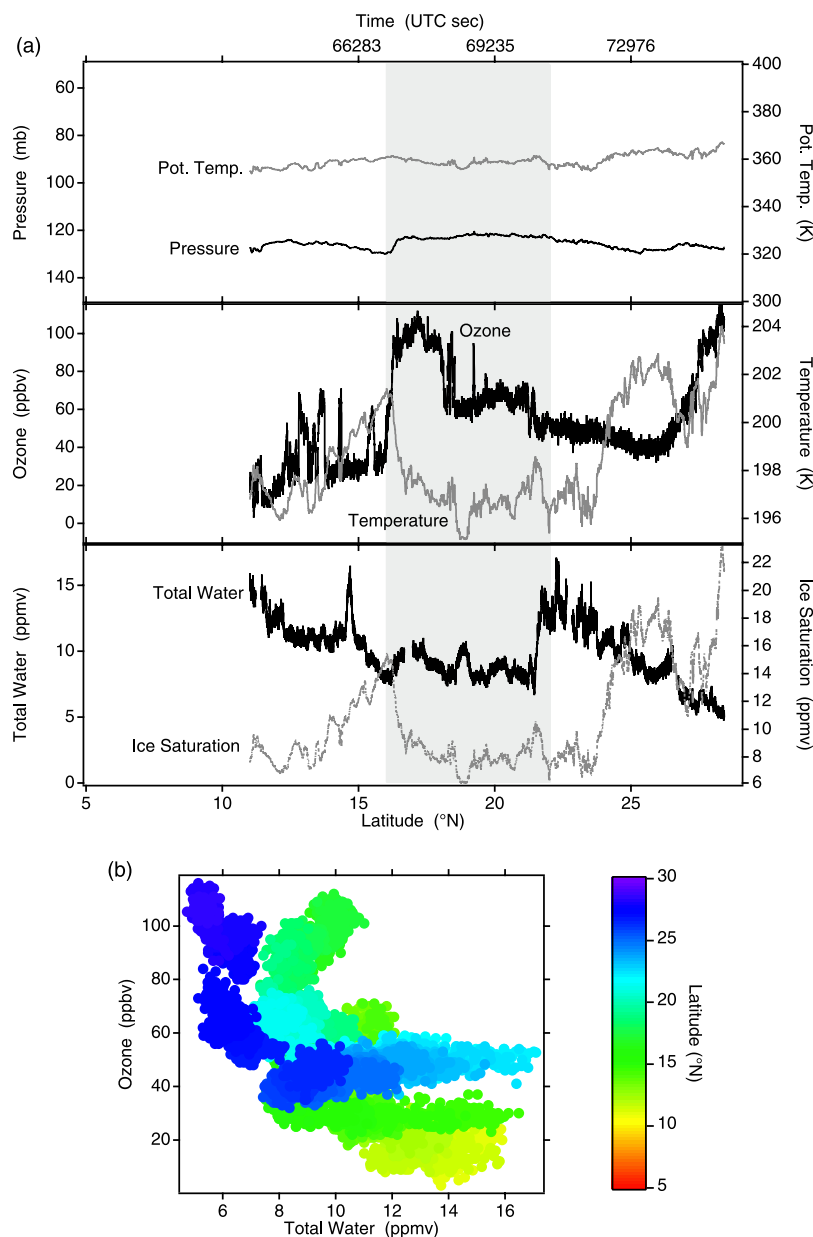 Time (UTC sec)
(a)
66283 69235 72976
60
80
100
120
140
Pressure (mb)
Pot. Temp.
Pressure
400
380
360
340
320
300
Pot. Temp. (K)
100
80
60
40
20
0
Ozone (ppbv)
Ozone
Temperature
204
202
200
198
196
Temperature (K)
15
10
5
0
Total Water (ppmv)
Total Water
Ice Saturation
22
20
18
16
14
12
10
8
6
Ice Saturation (ppmv)
5 10 15 20 25
Latitude (°N)
(b)
100
80
60
40
20
Ozone (ppbv)
6 8 10 12 14 16
Total Water (ppmv)
30
25
20
15
10
5
Latitude (°N)